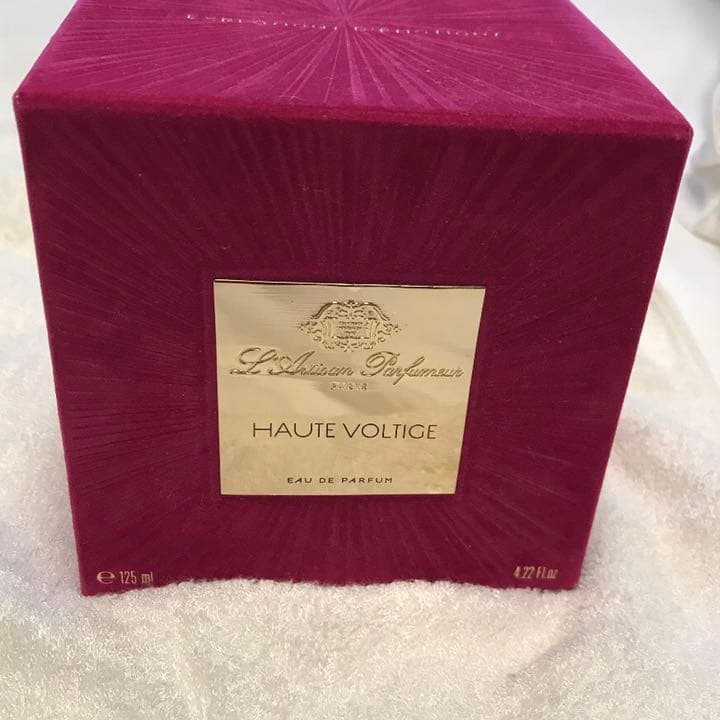 L'Artisan Parfumeur
PARIS
HAUTE VOLTIGE
EAU DE PARFUM
℮ 125 ml
4.22 Fl.oz